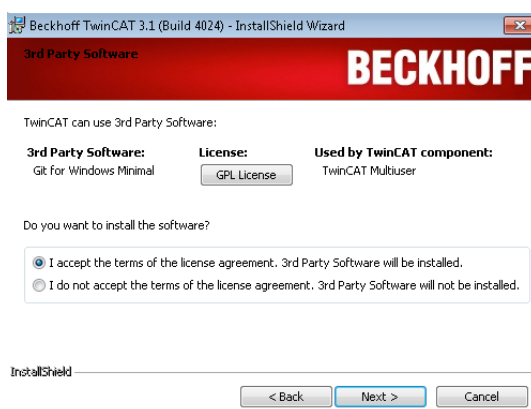 Beckhoff TwinCAT 3.1 (Build 4024) - InstallShield Wizard
3rd Party Software
BECKHOFF
TwinCAT can use 3rd Party Software:
3rd Party Software: License: Used by TwinCAT component:
Git for Windows Minimal GPL License TwinCAT Multiuser
Do you want to install the software?
I accept the terms of the license agreement. 3rd Party Software will be installed.
I do not accept the terms of the license agreement. 3rd Party Software will not be installed.
InstallShield
< Back Next > Cancel